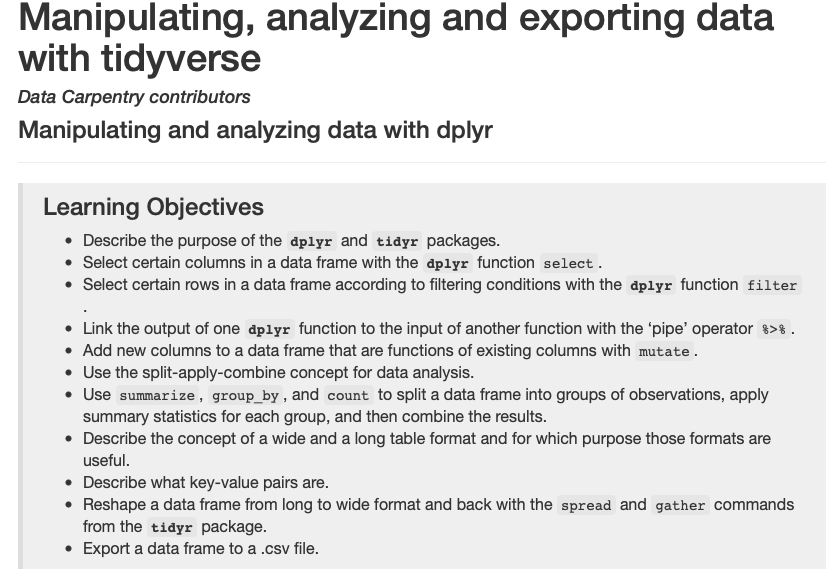 Manipulating, analyzing and exporting data
with tidyverse
Data Carpentry contributors
Manipulating and analyzing data with dplyr
Learning Objectives
• Describe the purpose of the dplyr and tidyr packages.
• Select certain columns in a data frame with the dplyr function select .
• Select certain rows in a data frame according to filtering conditions with the dplyr function filter
.
• Link the output of one dplyr function to the input of another function with the ‘pipe’ operator %>% .
• Add new columns to a data frame that are functions of existing columns with mutate .
• Use the split-apply-combine concept for data analysis.
• Use summarize , group_by , and count to split a data frame into groups of observations, apply
summary statistics for each group, and then combine the results.
• Describe the concept of a wide and a long table format and for which purpose those formats are
useful.
• Describe what key-value pairs are.
• Reshape a data frame from long to wide format and back with the spread and gather commands
from the tidyr package.
• Export a data frame to a .csv file.